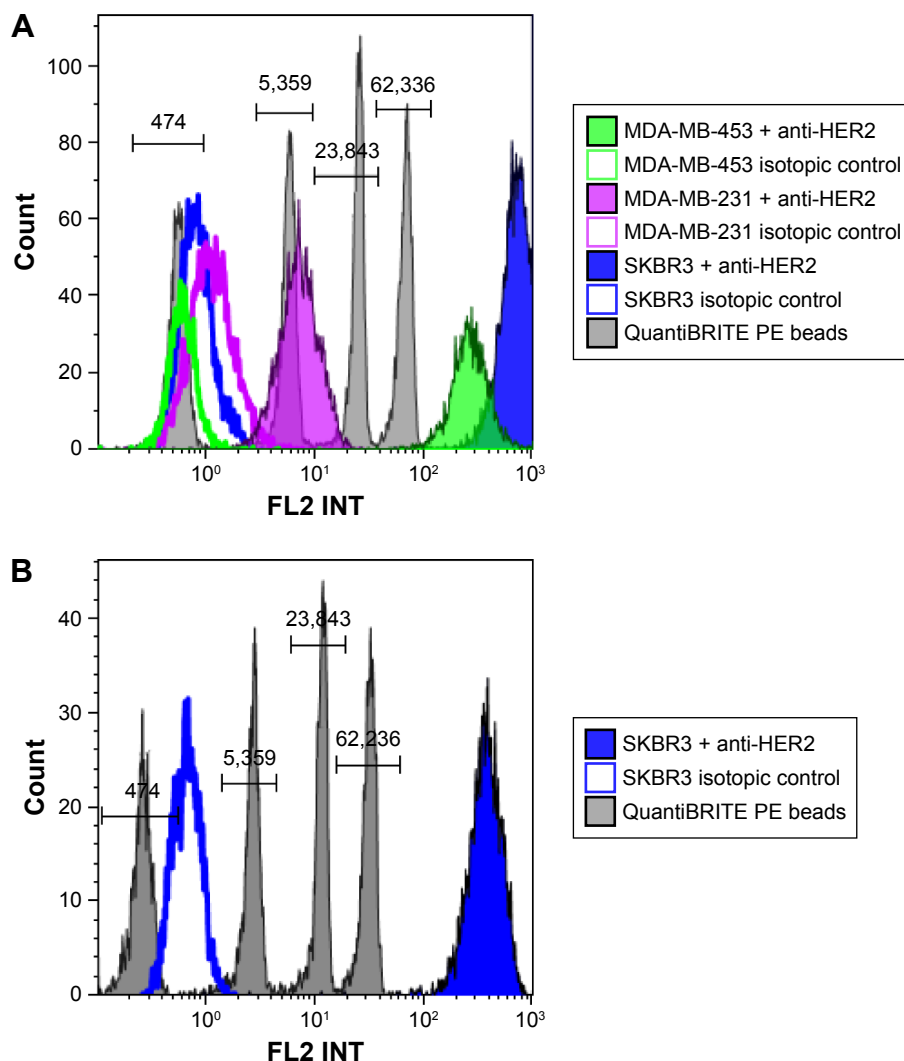 A
100
80
60
40
20
0
Count
474
5,359
23,843
62,336
10⁰
10¹
10²
10³
FL2 INT
MDA-MB-453 + anti-HER2
MDA-MB-453 isotopic control
MDA-MB-231 + anti-HER2
MDA-MB-231 isotopic control
SKBR3 + anti-HER2
SKBR3 isotopic control
QuantiBRITE PE beads
B
40
30
20
10
0
Count
474
5,359
23,843
62,236
10⁰
10¹
10²
10³
FL2 INT
SKBR3 + anti-HER2
SKBR3 isotopic control
QuantiBRITE PE beads